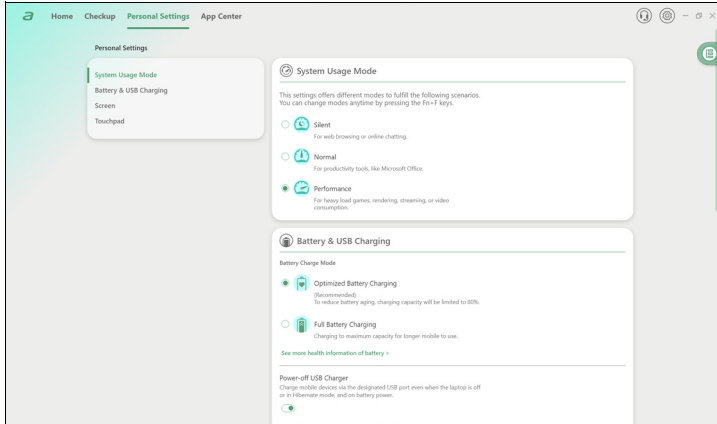 a Home Checkup Personal Settings App Center
Personal Settings
System Usage Mode
Battery & USB Charging
Screen
Touchpad
System Usage Mode
This settings offers different modes to fulfill the following scenarios.
You can change modes anytime by pressing the Fn+F keys.
Silent
For web browsing or online chatting.
Normal
For productivity tools, like Microsoft Office.
Performance
For heavy load games, rendering, streaming, or video
consumption.
Battery & USB Charging
Battery Charge Mode
Optimized Battery Charging
(Recommended)
To reduce battery aging, charging capacity will be limited to 80%.
Full Battery Charging
Charging to maximum capacity for longer mobile to use.
See more health information of battery >
Power-off USB Charger
Charge mobile devices via the designated USB port even when the laptop is off
or in Hibernate mode, and on battery power.